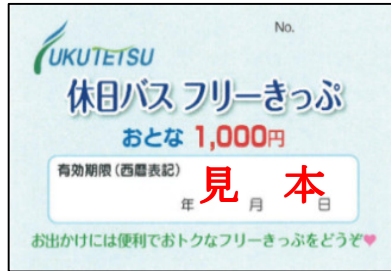 No.
FUKUTETSU
休日バス フリーきっぷ
おとな 1,000円
有効期限(西暦表記)
見 本
年 月 日
お出かけには便利でおトクなフリーきっぷをどうぞ♥